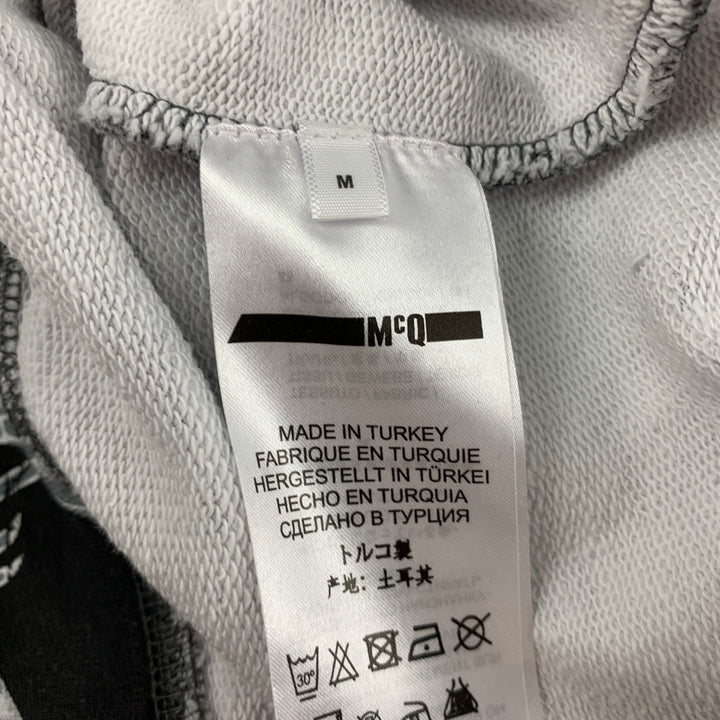 M
McQ
MADE IN TURKEY
FABRIQUE EN TURQUIE
HERGESTELLT IN TÜRKEI
HECHO EN TURQUIA
СДЕЛАНО В ТУРЦИЯ
トルコ製
产地: 土耳其
30°